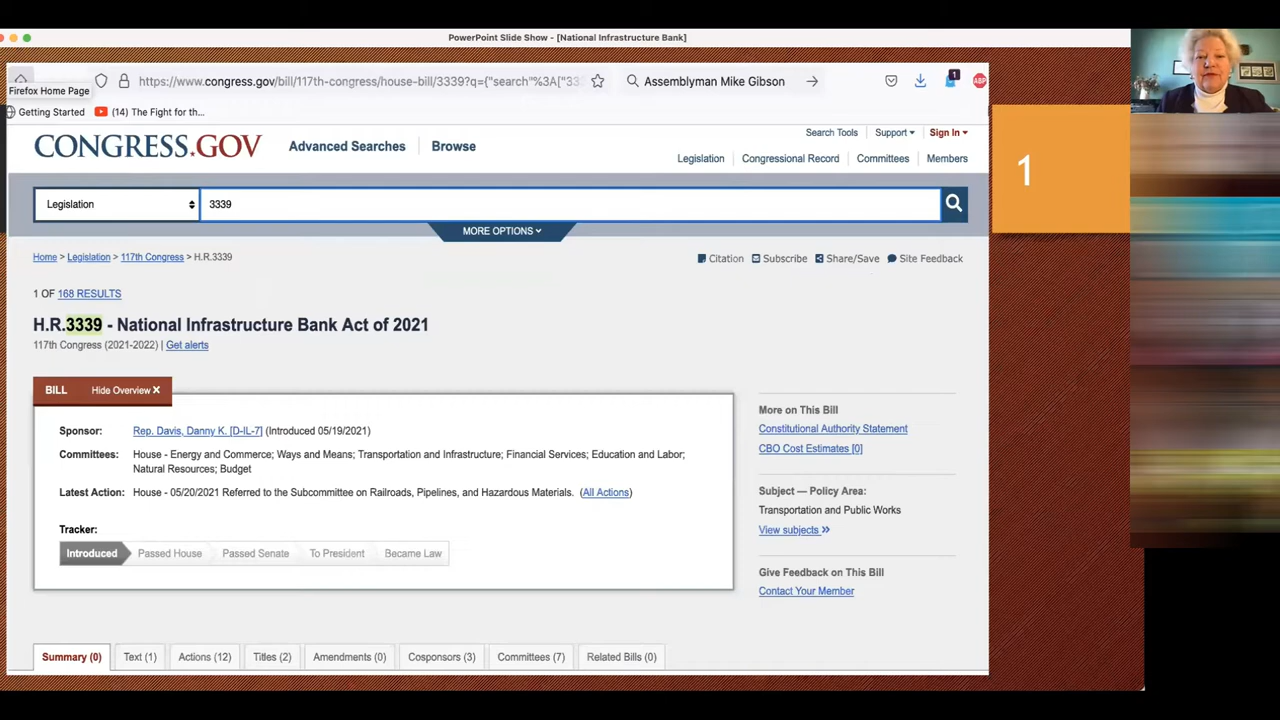 PowerPoint Slide Show - [National Infrastructure Bank]
https://www.congress.gov/bill/117th-congress/house-bill/3339?q={"search"%3A["33
Assemblyman Mike Gibson
1
ABP
Firefox Home Page
Getting Started
(14) The Fight for th...
CONGRESS.GOV
Advanced Searches
Browse
Search Tools
Support
Sign In
Legislation
Congressional Record
Committees
Members
1
Legislation
3339
MORE OPTIONS
Home > Legislation > 117th Congress > H.R.3339
Citation
Subscribe
Share/Save
Site Feedback
1 OF 168 RESULTS
H.R.3339 - National Infrastructure Bank Act of 2021
117th Congress (2021-2022) | Get alerts
BILL
Hide Overview ×
Sponsor: Rep. Davis, Danny K. [D-IL-7] (Introduced 05/19/2021)
Committees: House - Energy and Commerce; Ways and Means; Transportation and Infrastructure; Financial Services; Education and Labor;
Natural Resources; Budget
Latest Action: House - 05/20/2021 Referred to the Subcommittee on Railroads, Pipelines, and Hazardous Materials. (All Actions)
Tracker:
Introduced
Passed House
Passed Senate
To President
Became Law
More on This Bill
Constitutional Authority Statement
CBO Cost Estimates [0]
Subject — Policy Area:
Transportation and Public Works
View subjects »
Give Feedback on This Bill
Contact Your Member
Summary (0)
Text (1)
Actions (12)
Titles (2)
Amendments (0)
Cosponsors (3)
Committees (7)
Related Bills (0)